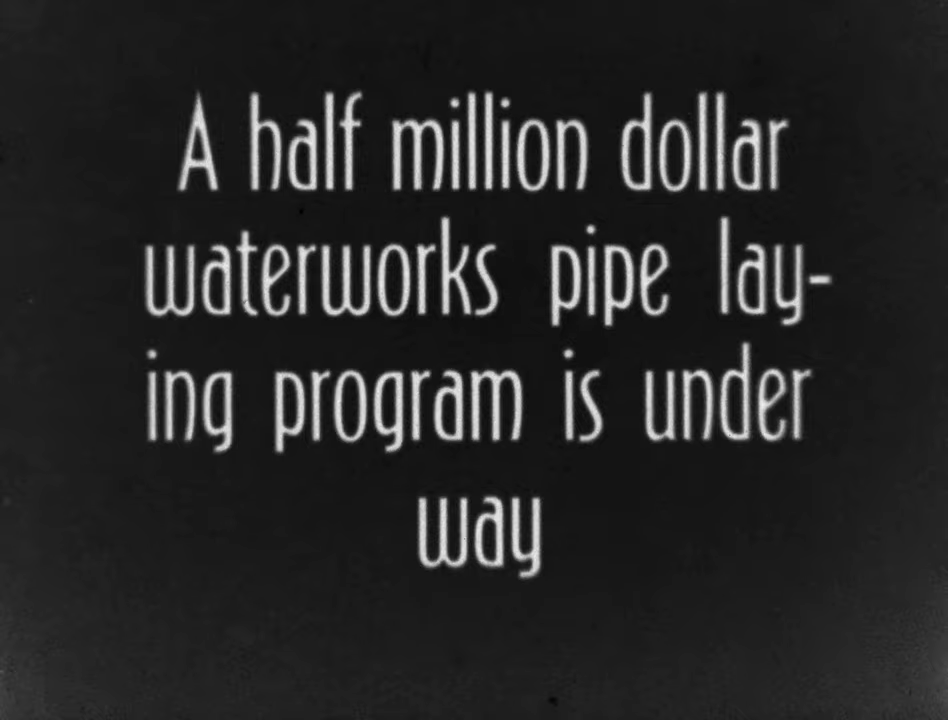 A half million dollar
waterworks pipe lay-
ing program is under
way